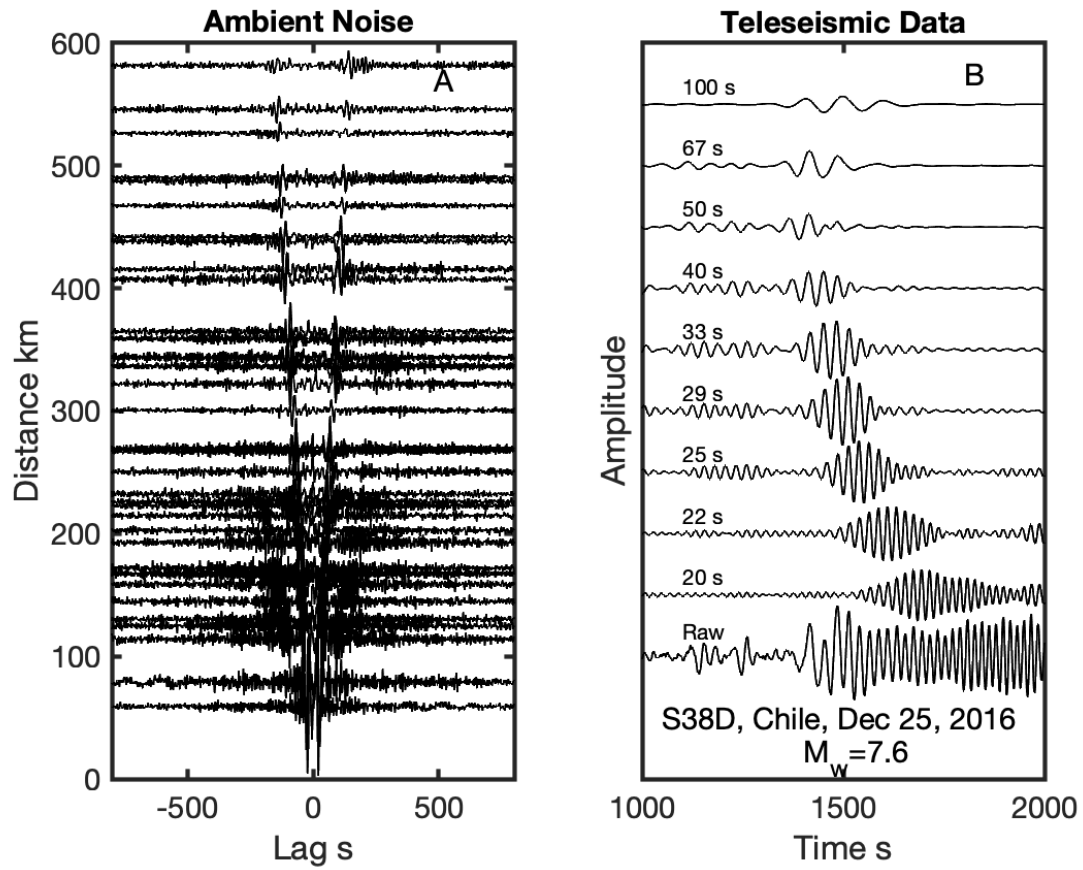 Ambient Noise
Teleseismic Data
A
B
600
500
400
300
200
100
0
Distance km
-500 0 500
Lag s
Amplitude
100 s
67 s
50 s
40 s
33 s
29 s
25 s
22 s
20 s
Raw
S38D, Chile, Dec 25, 2016
Mw=7.6
1000 1500 2000
Time s